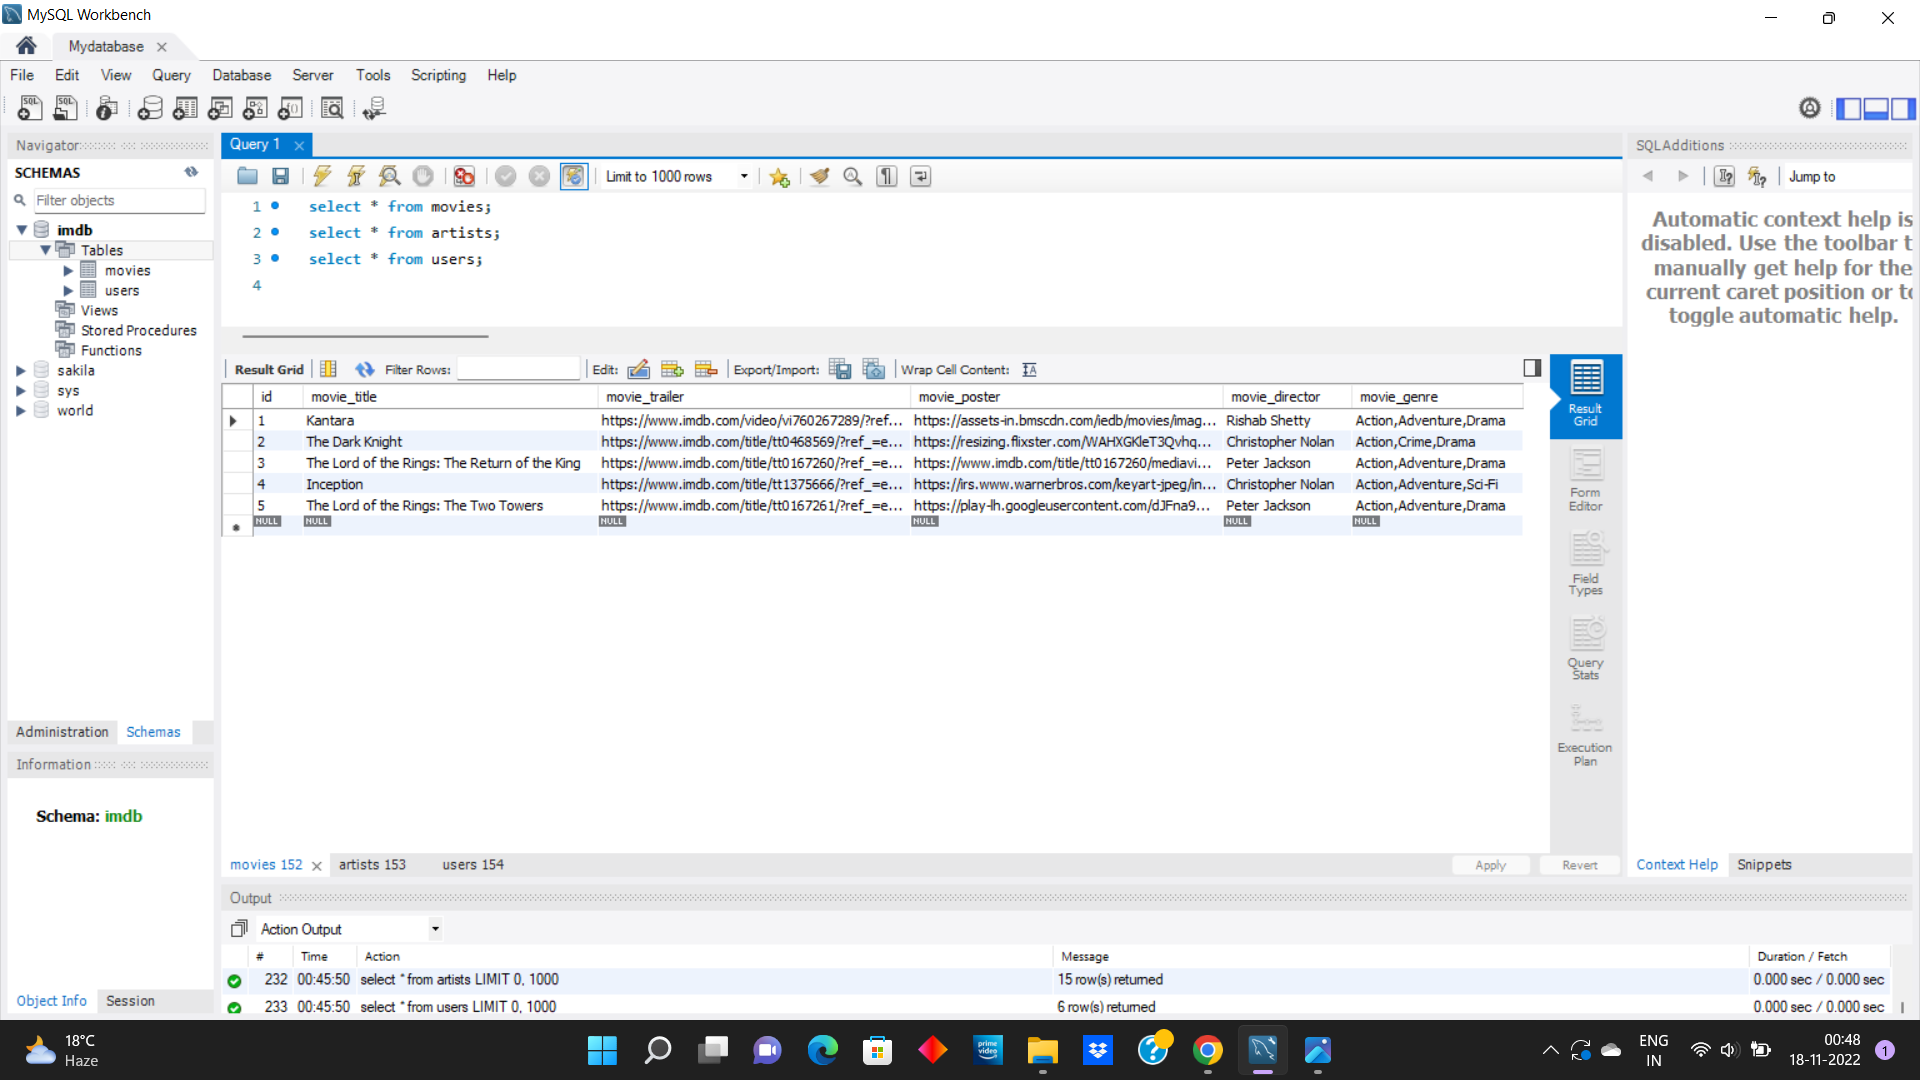 MySQL Workbench
Mydatabase
File Edit View Query Database Server Tools Scripting Help
Navigator
SCHEMAS
Filter objects
imdb
Tables
movies
users
Views
Stored Procedures
Functions
sakila
sys
world
Administration Schemas
Information
Schema: imdb
Object Info Session
Query 1
Limit to 1000 rows
1 select * from movies;
2 select * from artists;
3 select * from users;
4
Result Grid Filter Rows: Edit: Export/Import: Wrap Cell Content:
id movie_title movie_trailer movie_poster movie_director movie_genre
1 Kantara https://www.imdb.com/video/vi760267289/?ref... https://assets-in.bmscdn.com/iedb/movies/imag... Rishab Shetty Action,Adventure,Drama
2 The Dark Knight https://www.imdb.com/title/tt0468569/?ref_=e... https://resizing.flixster.com/WAHXGKleT3Qvhq... Christopher Nolan Action,Crime,Drama
3 The Lord of the Rings: The Return of the King https://www.imdb.com/title/tt0167260/?ref_=e... https://www.imdb.com/title/tt0167260/mediavi... Peter Jackson Action,Adventure,Drama
4 Inception https://www.imdb.com/title/tt1375666/?ref_=e... https://irs.www.warnerbros.com/keyart-jpeg/in... Christopher Nolan Action,Adventure,Sci-Fi
5 The Lord of the Rings: The Two Towers https://www.imdb.com/title/tt0167261/?ref_=e... https://play-lh.googleusercontent.com/dJFna9... Peter Jackson Action,Adventure,Drama
NULL NULL NULL NULL NULL NULL
Result
Grid
Form
Editor
Field
Types
Query
Stats
Execution
Plan
movies 152 artists 153 users 154
Apply Revert
SQLAdditions
Jump to
Automatic context help is
disabled. Use the toolbar t
manually get help for the
current caret position or to
toggle automatic help.
Context Help Snippets
Output
Action Output
# Time Action Message Duration / Fetch
232 00:45:50 select * from artists LIMIT 0, 1000 15 row(s) returned 0.000 sec / 0.000 sec
233 00:45:50 select * from users LIMIT 0, 1000 6 row(s) returned 0.000 sec / 0.000 sec
18°C
Haze
prime
video
ENG
IN
00:48
18-11-2022
1